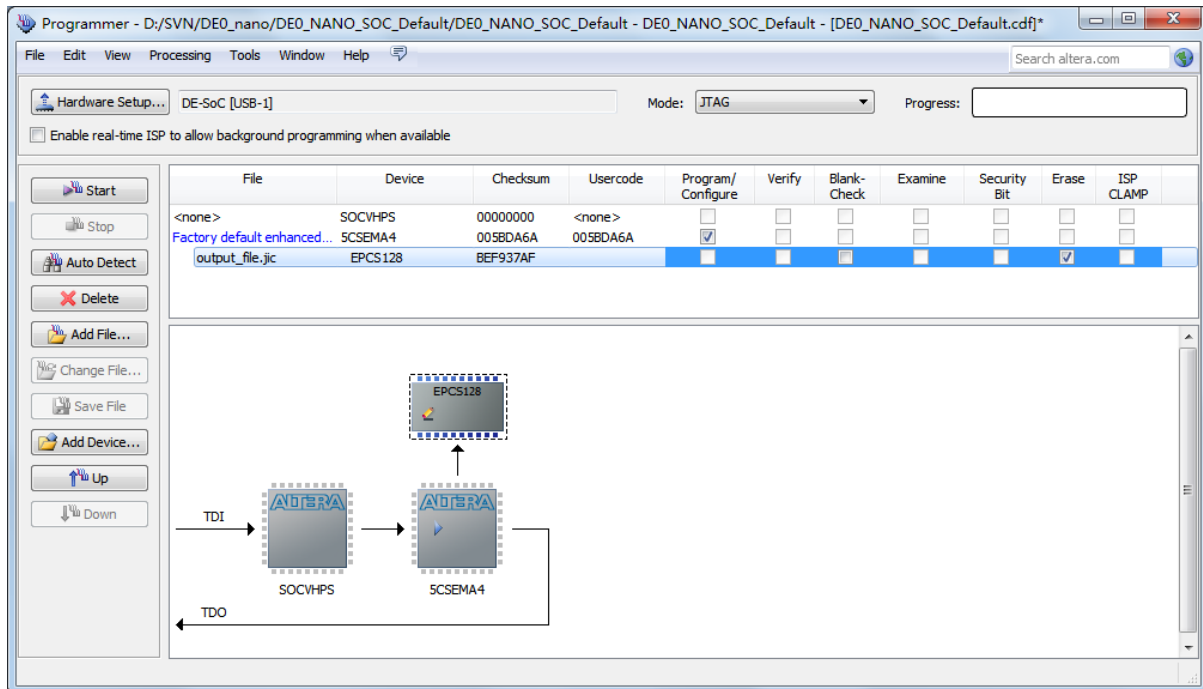 Programmer - D:/SVN/DE0_nano/DE0_NANO_SOC_Default/DE0_NANO_SOC_Default - DE0_NANO_SOC_Default - [DE0_NANO_SOC_Default.cdf]*
File Edit View Processing Tools Window Help Search altera.com
Hardware Setup... DE-SoC [USB-1] Mode: JTAG Progress:
Enable real-time ISP to allow background programming when available
Start
Stop
Auto Detect
Delete
Add File...
Change File...
Save File
Add Device...
Up
Down
File Device Checksum Usercode Program/ Verify Blank- Examine Security Erase ISP
Configure Check Bit CLAMP
<none> SOCVHPS 00000000 <none>
Factory default enhanced... 5CSEMA4 005BDA6A 005BDA6A
output_file.jic EPCS128 BEF937AF
EPCS128
ALTERA ALTERA
TDI
SOCVHPS 5CSEMA4
TDO